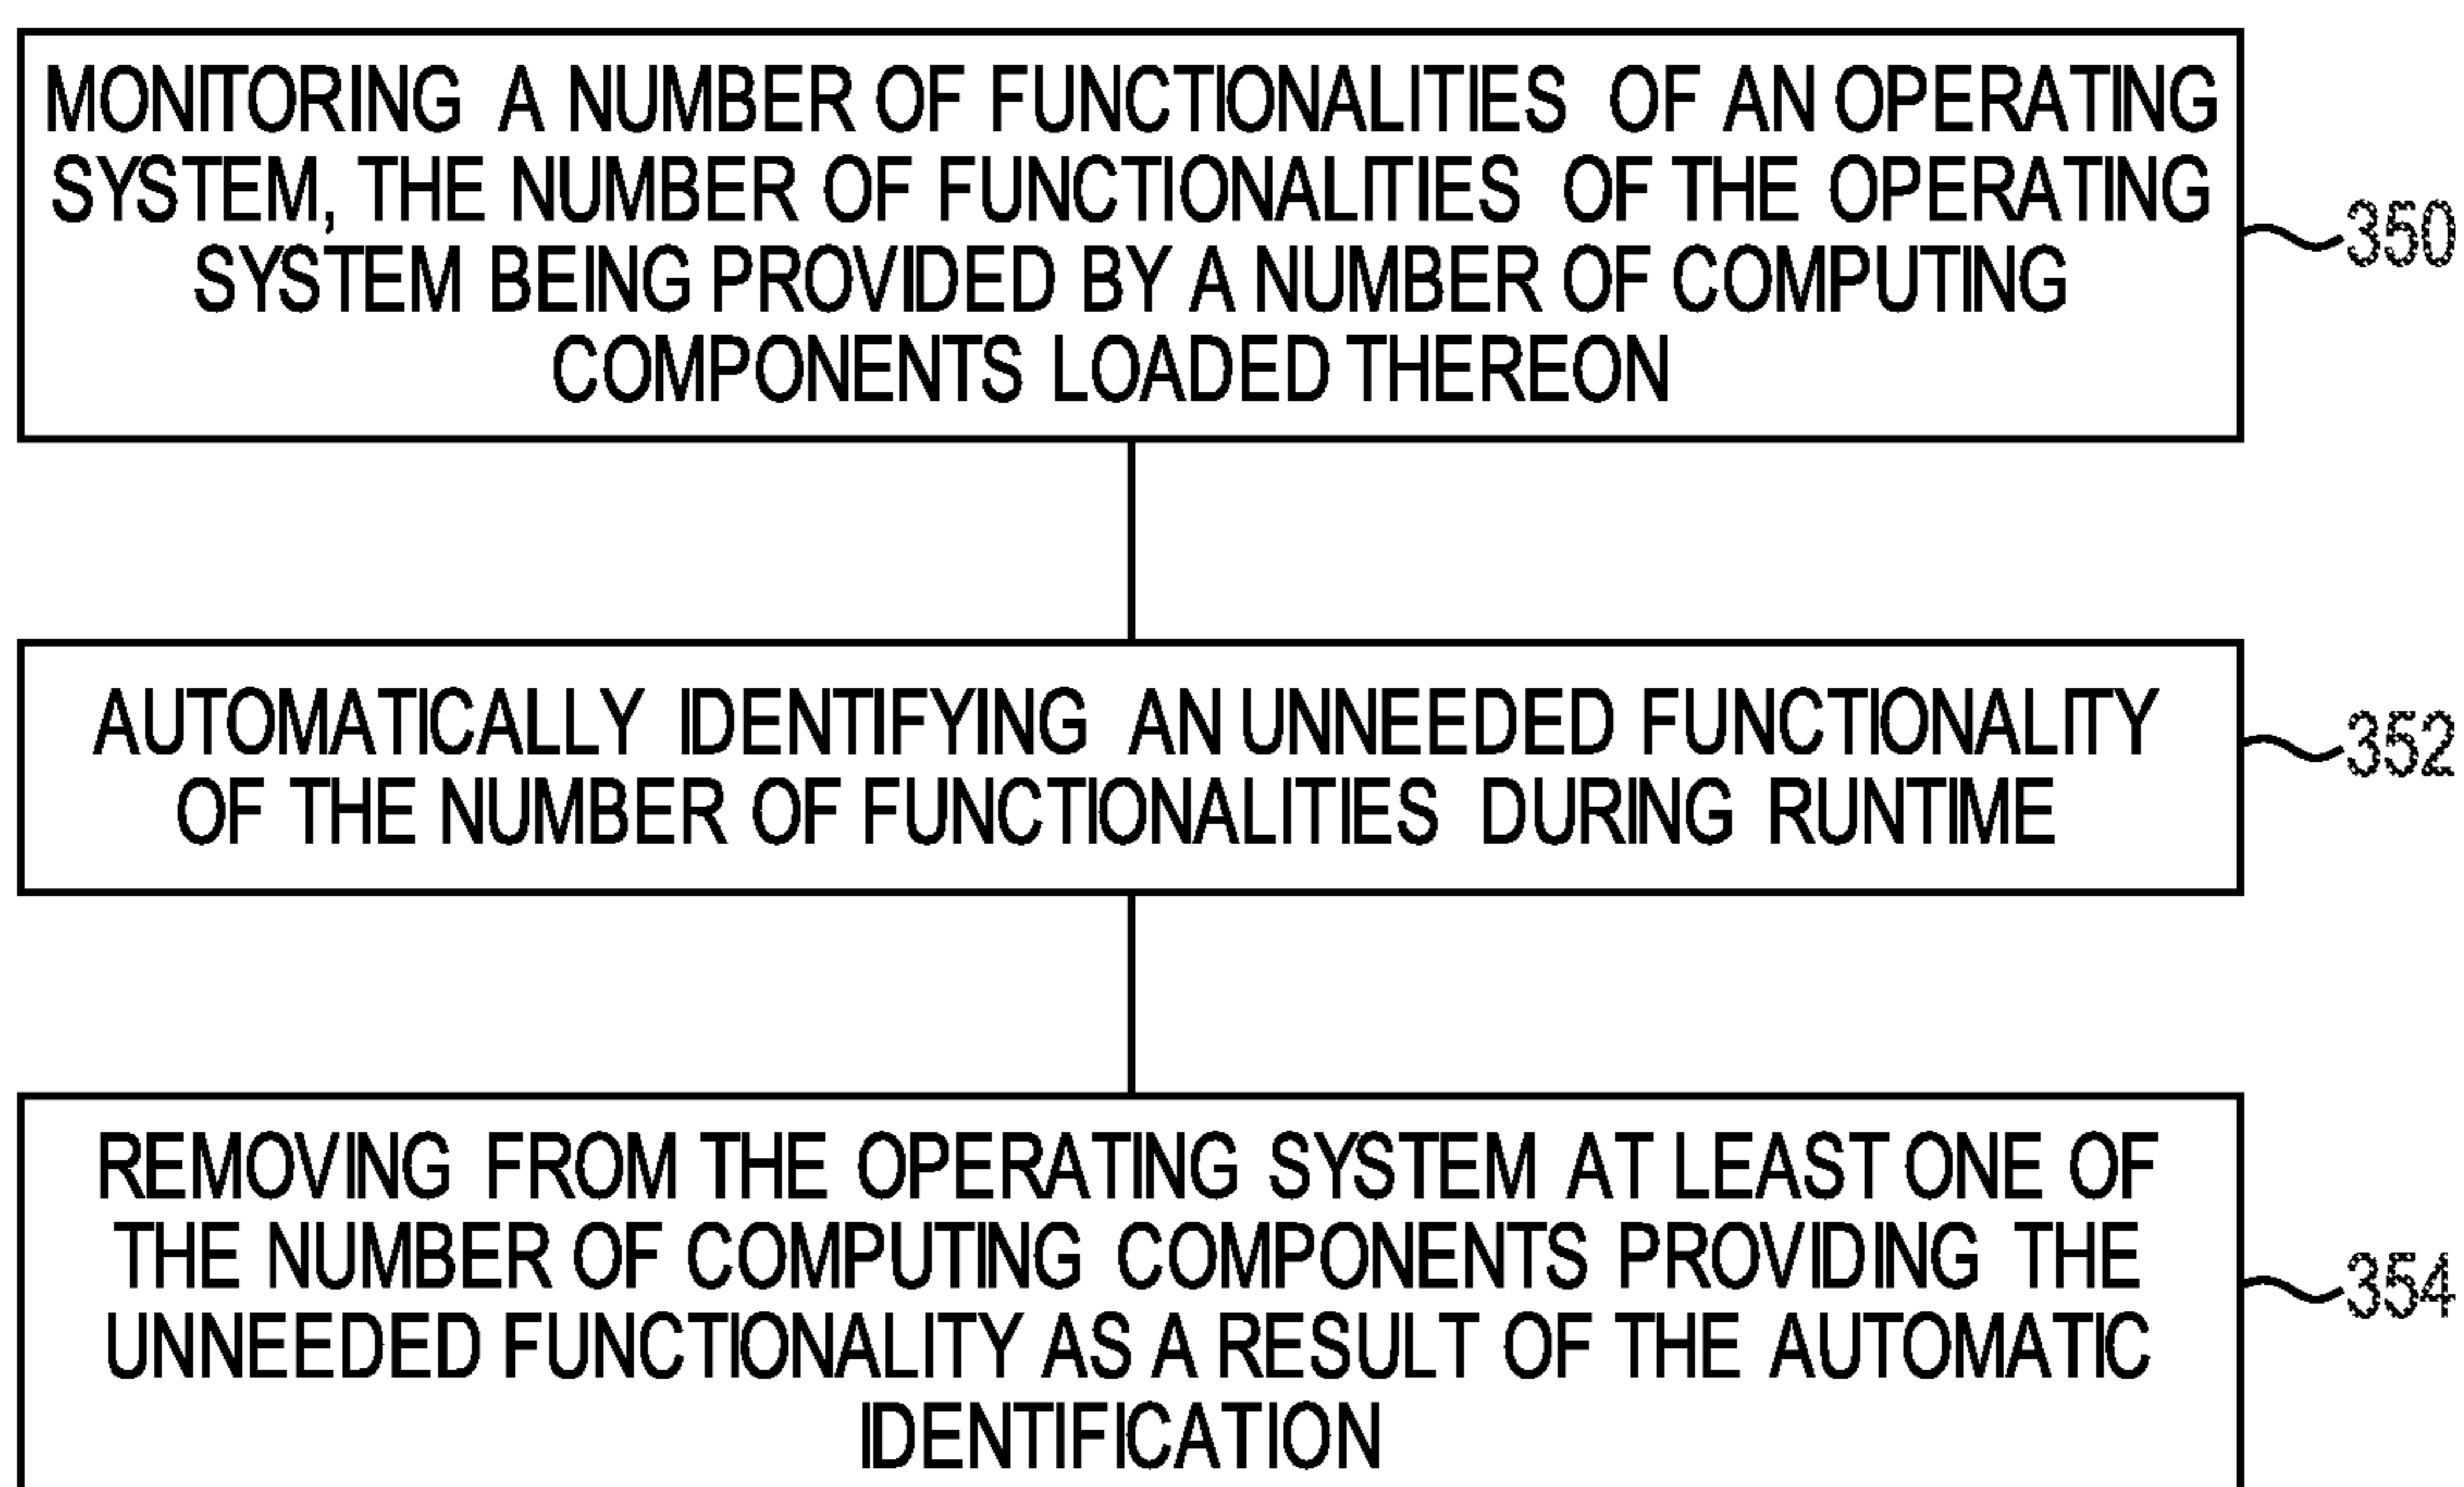 MONITORING A NUMBER OF FUNCTIONALITIES OF AN OPERATING
SYSTEM, THE NUMBER OF FUNCTIONALITIES OF THE OPERATING
SYSTEM BEING PROVIDED BY A NUMBER OF COMPUTING
COMPONENTS LOADED THEREON
350
AUTOMATICALLY IDENTIFYING AN UNNEEDED FUNCTIONALITY
OF THE NUMBER OF FUNCTIONALITIES DURING RUNTIME
352
REMOVING FROM THE OPERATING SYSTEM AT LEAST ONE OF
THE NUMBER OF COMPUTING COMPONENTS PROVIDING THE
UNNEEDED FUNCTIONALITY AS A RESULT OF THE AUTOMATIC
IDENTIFICATION
354